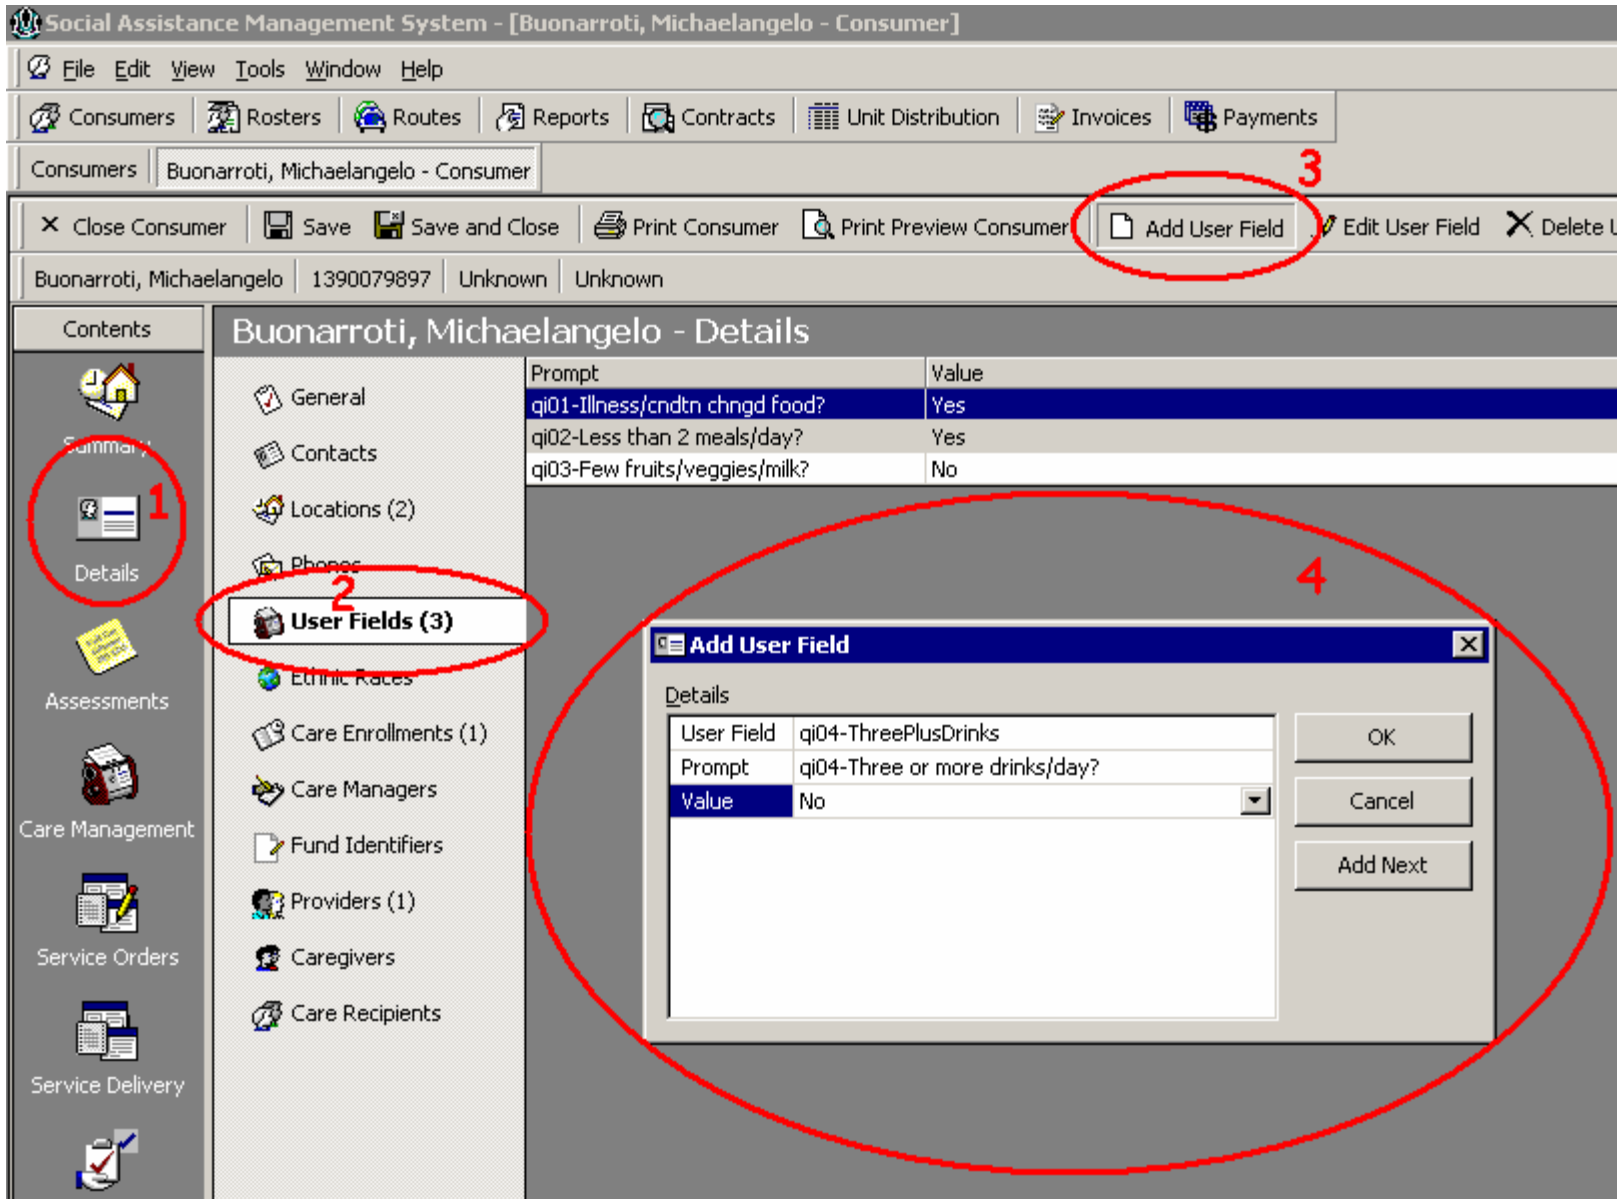 Social Assistance Management System - [Buonarroti, Michaelangelo - Consumer]
File Edit View Tools Window Help
Consumers Rosters Routes Reports Contracts Unit Distribution Invoices Payments
Consumers Buonarroti, Michaelangelo - Consumer
3
Close Consumer Save Save and Close Print Consumer Print Preview Consumer Add User Field Edit User Field Delete U
Buonarroti, Michaelangelo 1390079897 Unknown Unknown
Contents
Summary
1
Details
Assessments
Care Management
Service Orders
Service Delivery
Buonarroti, Michaelangelo - Details
General
Contacts
Locations (2)
Phones
2
User Fields (3)
Ethnic Races
Care Enrollments (1)
Care Managers
Fund Identifiers
Providers (1)
Caregivers
Care Recipients
Prompt Value
qi01-Illness/cndtn chngd food? Yes
qi02-Less than 2 meals/day? Yes
qi03-Few fruits/veggies/milk? No
4
Add User Field
Details
User Field qi04-ThreePlusDrinks
Prompt qi04-Three or more drinks/day?
Value No
OK
Cancel
Add Next